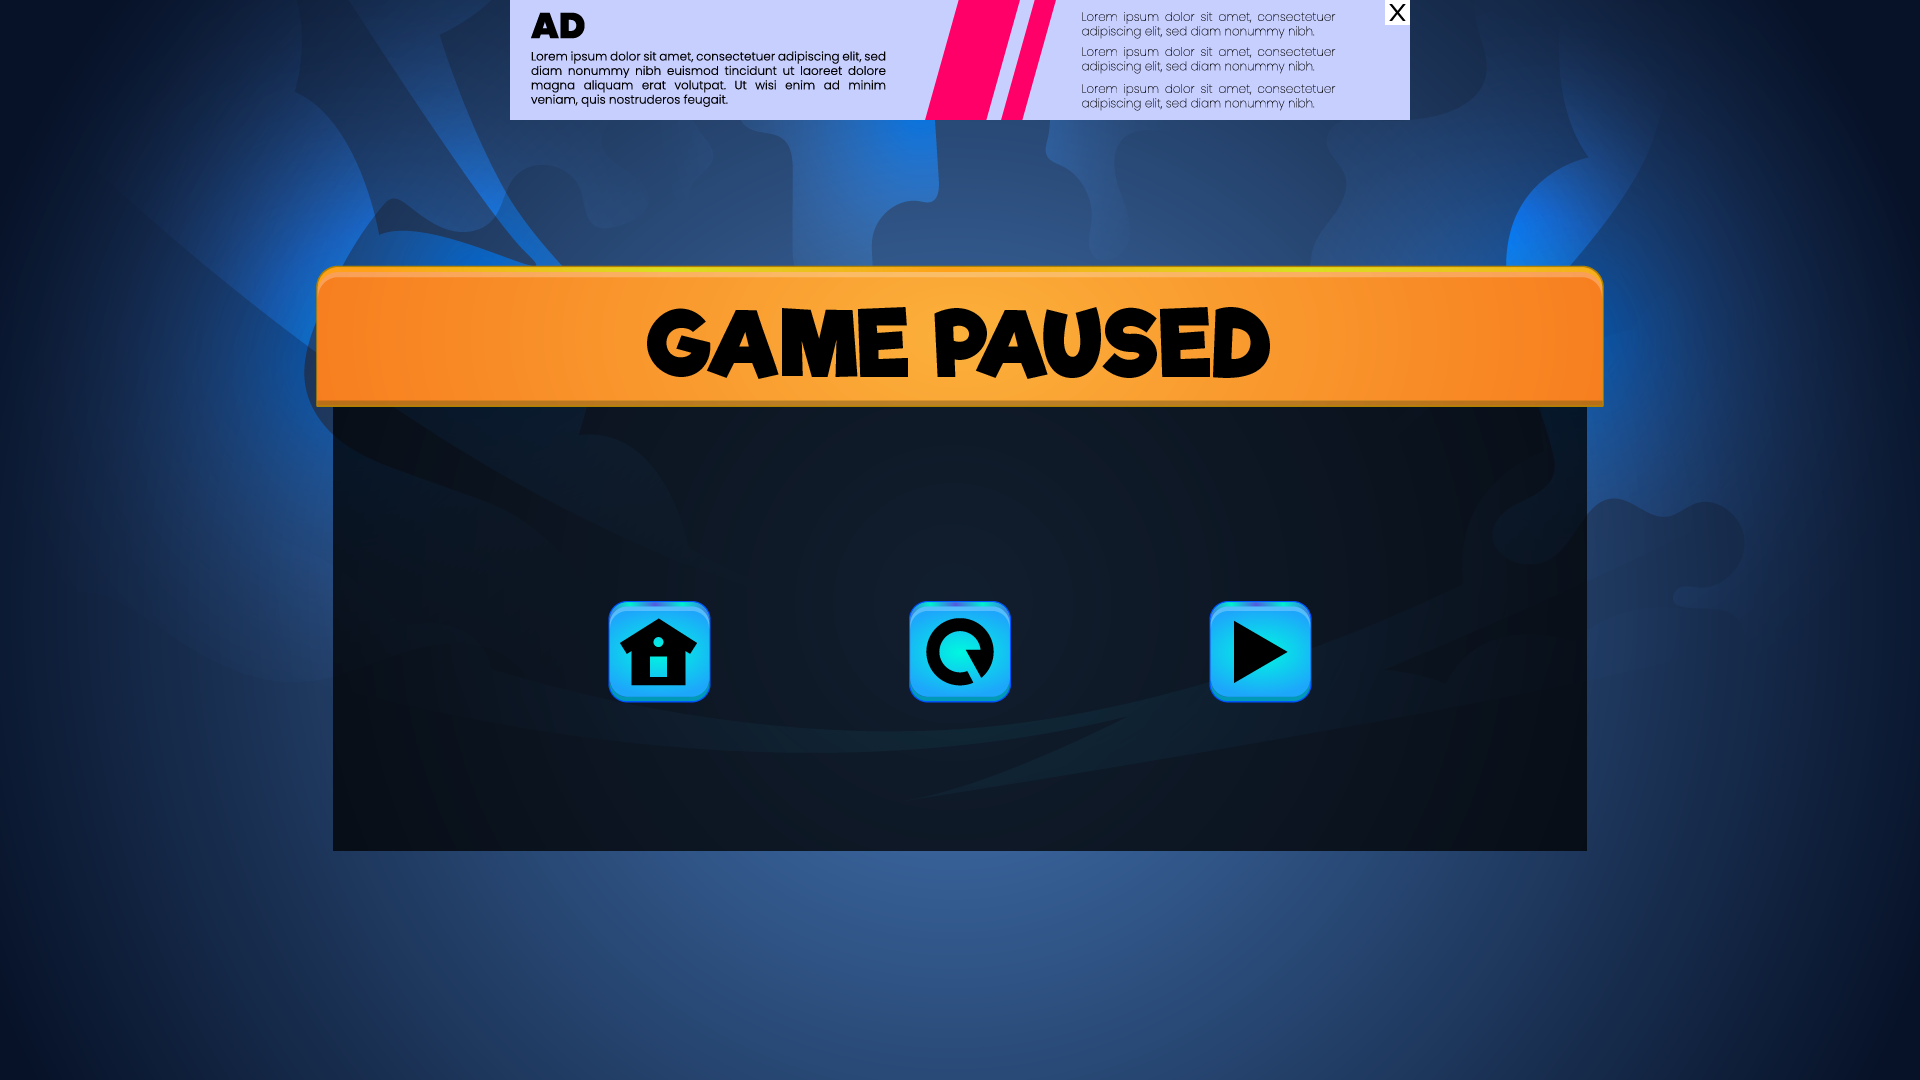 AD
Lorem ipsum dolor sit amet, consectetuer adipiscing elit, sed
diam nonummy nibh euismod tincidunt ut laoreet dolore
magna aliquam erat volutpat. Ut wisi enim ad minim
veniam, quis nostruderos feugait.
Lorem ipsum dolor sit amet, consectetuer
adipiscing elit, sed diam nonummy nibh.
Lorem ipsum dolor sit amet, consectetuer
adipiscing elit, sed diam nonummy nibh.
Lorem ipsum dolor sit amet, consectetuer
adipiscing elit, sed diam nonummy nibh.
X
GAME PAUSED